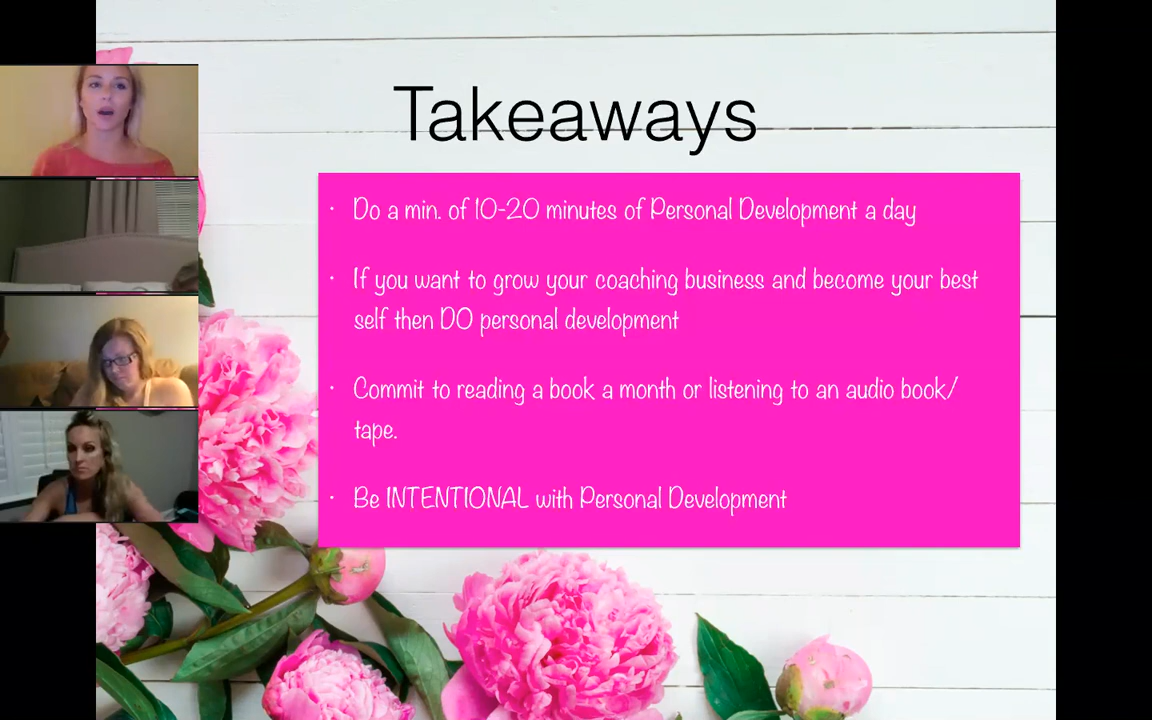 Takeaways
· Do a min. of 10-20 minutes of Personal Development a day
· If you want to grow your coaching business and become your best
self then DO personal development
· Commit to reading a book a month or listening to an audio book/
tape.
· Be INTENTIONAL with Personal Development